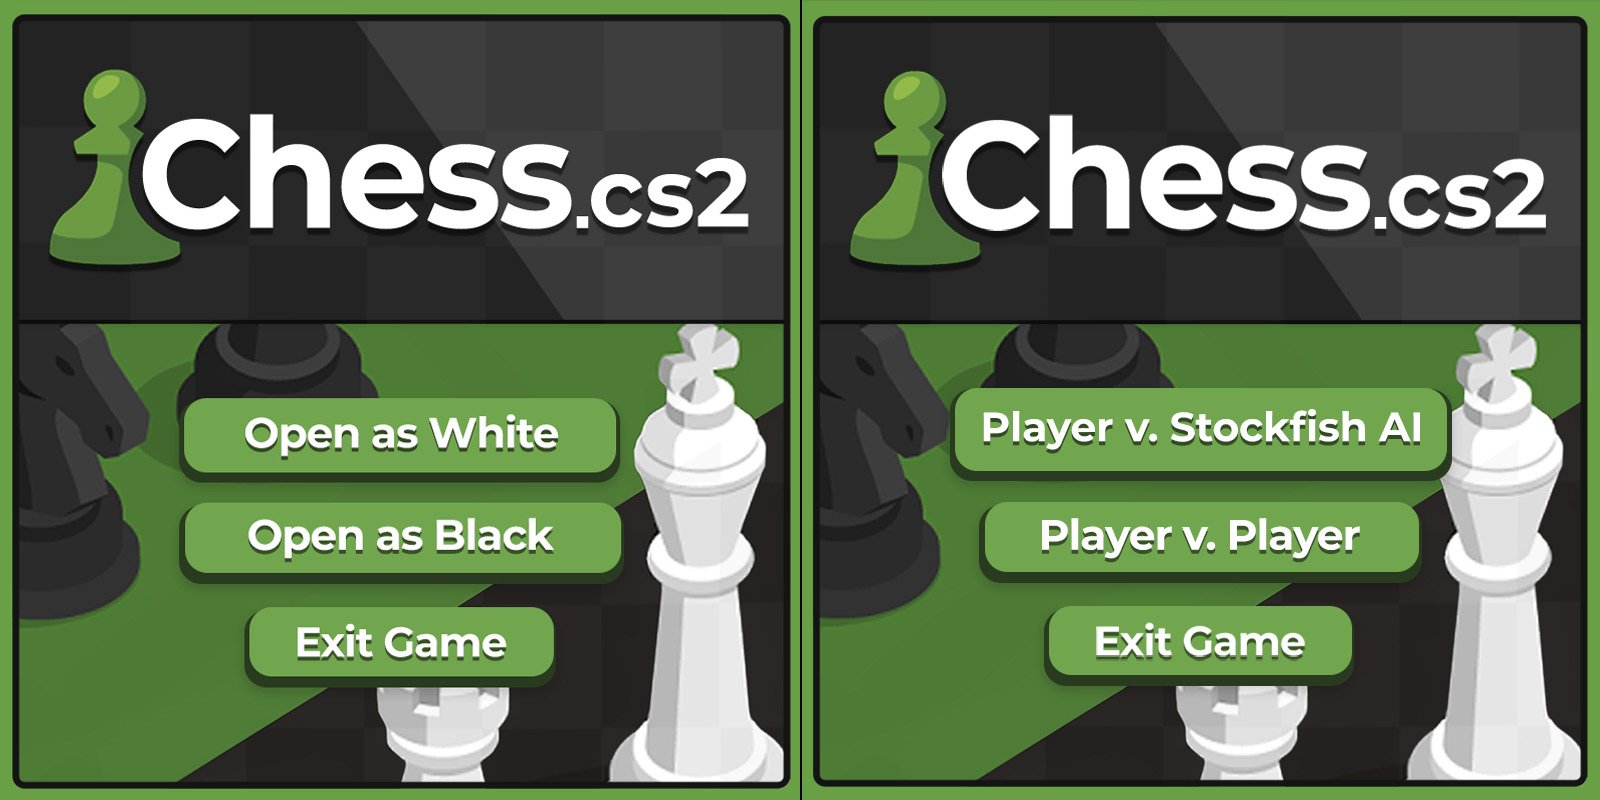 Chess.cs2
Open as White
Open as Black
Exit Game
Chess.cs2
Player v. Stockfish AI
Player v. Player
Exit Game